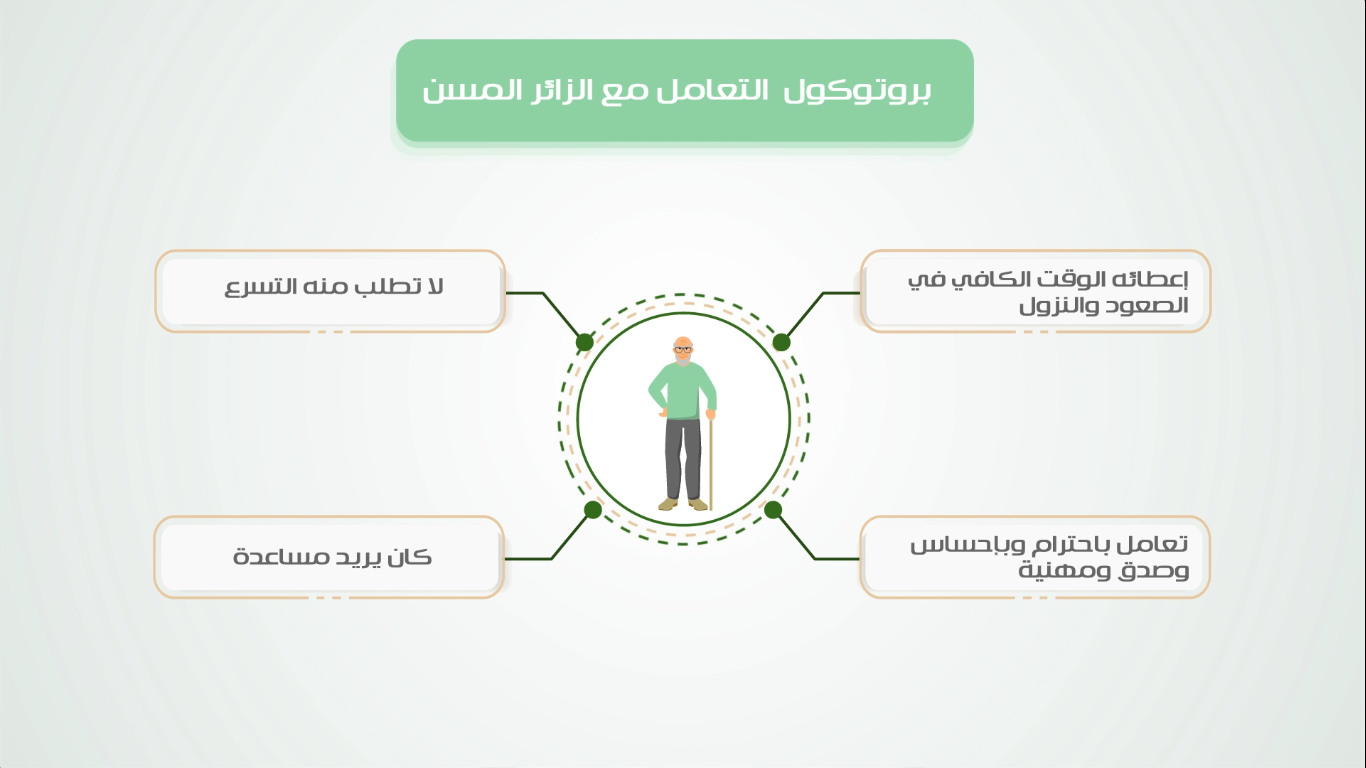 بروتوكول التعامل مع الزائر المسن
إعطائه الوقت الكافي في
الصعود والنزول
لا تطلب منه التسرع
تعامل باحترام وبإحساس
وصدق ومهنية
كان يريد مساعدة